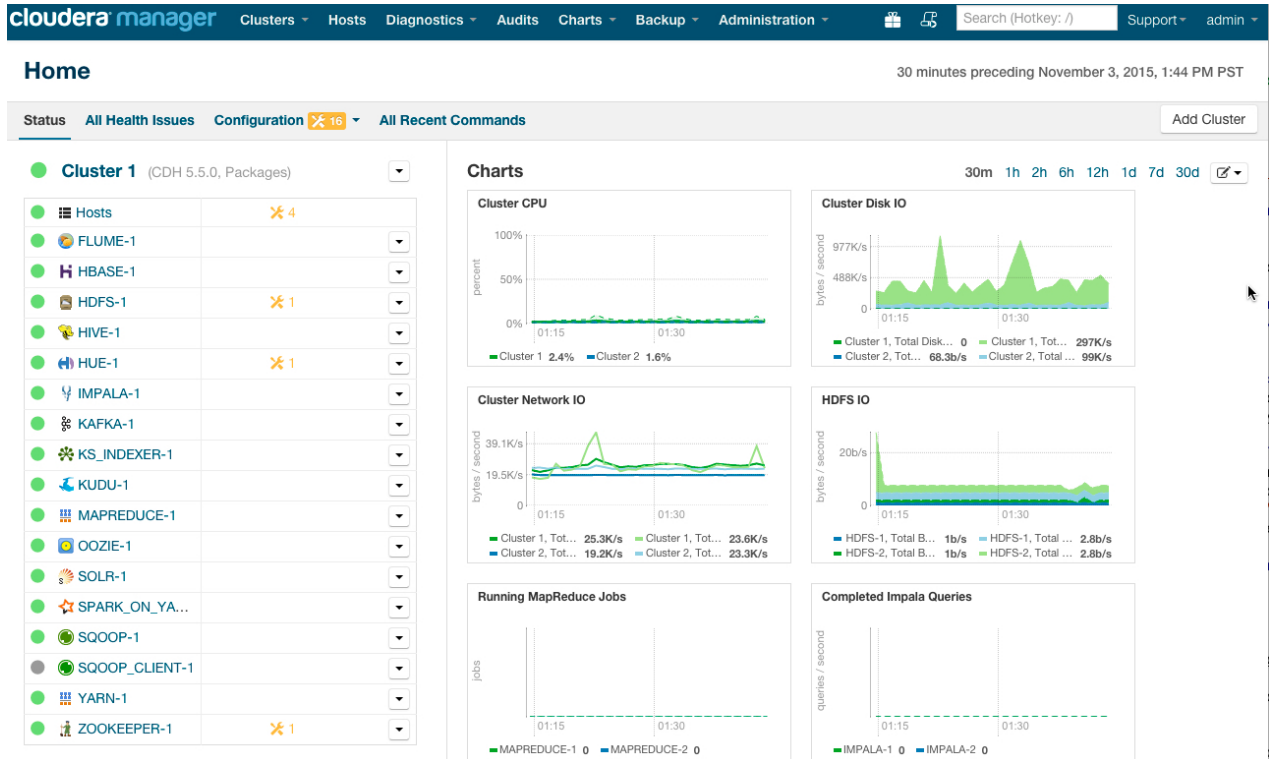 cloudera manager Clusters Hosts Diagnostics Audits Charts Backup Administration Search (Hotkey: /) Support admin
Home
30 minutes preceding November 3, 2015, 1:44 PM PST
Status All Health Issues Configuration 16 All Recent Commands Add Cluster
Cluster 1 (CDH 5.5.0, Packages)
Hosts 4
FLUME-1
HBASE-1
HDFS-1 1
HIVE-1
HUE-1 1
IMPALA-1
KAFKA-1
KS_INDEXER-1
KUDU-1
MAPREDUCE-1
OOZIE-1
SOLR-1
SPARK_ON_YA...
SQOOP-1
SQOOP_CLIENT-1
YARN-1
ZOOKEEPER-1 1
Charts
30m 1h 2h 6h 12h 1d 7d 30d
Cluster CPU
percent
100%
50%
0%
01:15 01:30
Cluster 1 2.4% Cluster 2 1.6%
Cluster Disk IO
bytes / second
977K/s
488K/s
0
01:15 01:30
Cluster 1, Total Disk... 0 Cluster 1, Tot... 297K/s
Cluster 2, Tot... 68.3b/s Cluster 2, Total ... 99K/s
Cluster Network IO
bytes / second
39.1K/s
19.5K/s
0
01:15 01:30
Cluster 1, Tot... 25.3K/s Cluster 1, Tot... 23.6K/s
Cluster 2, Tot... 19.2K/s Cluster 2, Tot... 23.3K/s
HDFS IO
bytes / second
20b/s
0
01:15 01:30
HDFS-1, Total B... 1b/s HDFS-1, Total ... 2.8b/s
HDFS-2, Total B... 1b/s HDFS-2, Total ... 2.8b/s
Running MapReduce Jobs
jobs
01:15 01:30
MAPREDUCE-1 0 MAPREDUCE-2 0
Completed Impala Queries
queries / second
01:15 01:30
IMPALA-1 0 IMPALA-2 0